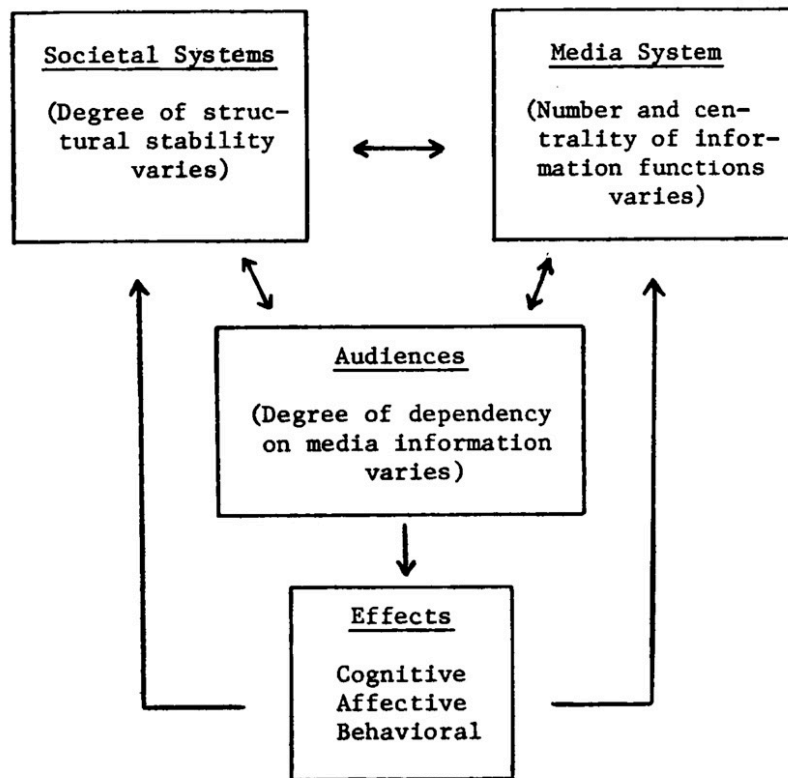 Societal Systems
(Degree of struc-
tural stability
varies)
Media System
(Number and cen-
trality of infor-
mation functions
varies)
Audiences
(Degree of dependency
on media information
varies)
Effects
Cognitive
Affective
Behavioral